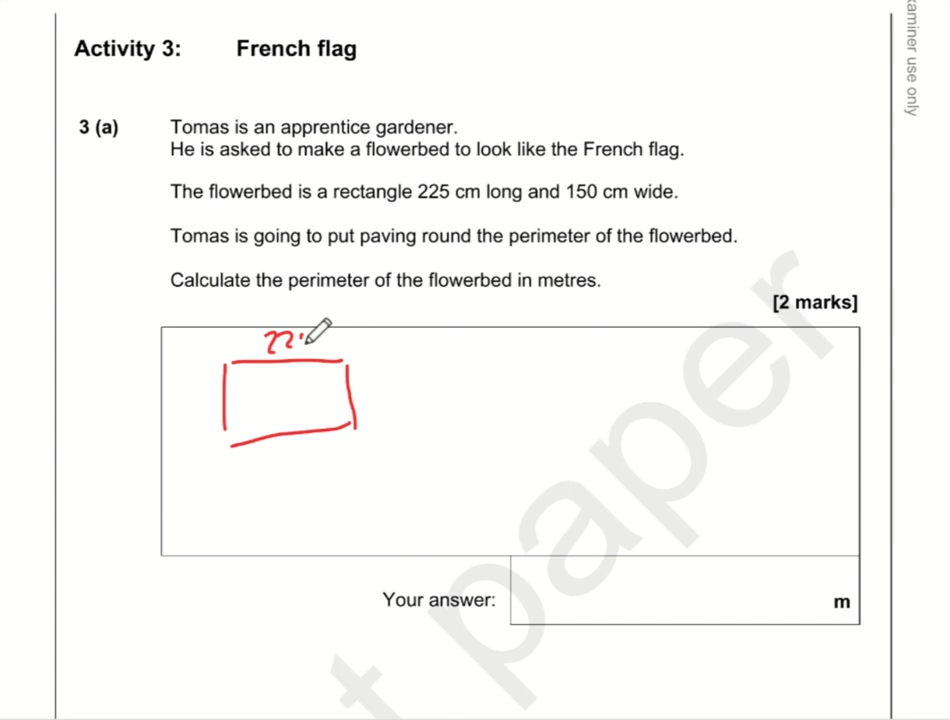 aminer use only
Activity 3: French flag
3 (a) Tomas is an apprentice gardener.
He is asked to make a flowerbed to look like the French flag.
The flowerbed is a rectangle 225 cm long and 150 cm wide.
Tomas is going to put paving round the perimeter of the flowerbed.
Calculate the perimeter of the flowerbed in metres.
[2 marks]
22
Your answer:
m
t paper